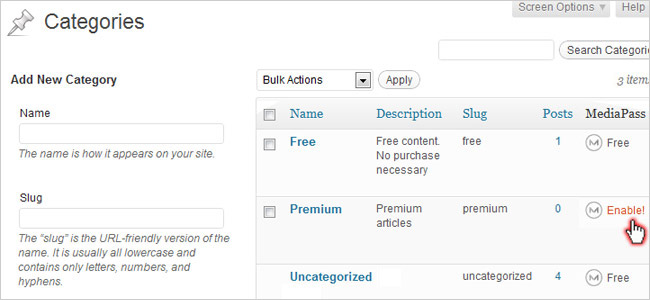 Screen Options ▼ Help
Categories
Search Categorie
Add New Category
Bulk Actions Apply 3 item
Name Description Slug Posts MediaPass
Name
The name is how it appears on your site.
Free Free content. free 1 M Free
No purchase
necessary
Slug
Premium Premium premium 0 M Enable!
articles
The “slug” is the URL-friendly version of the
name. It is usually all lowercase and
contains only letters, numbers, and
hyphens.
Uncategorized uncategorized 4 M Free